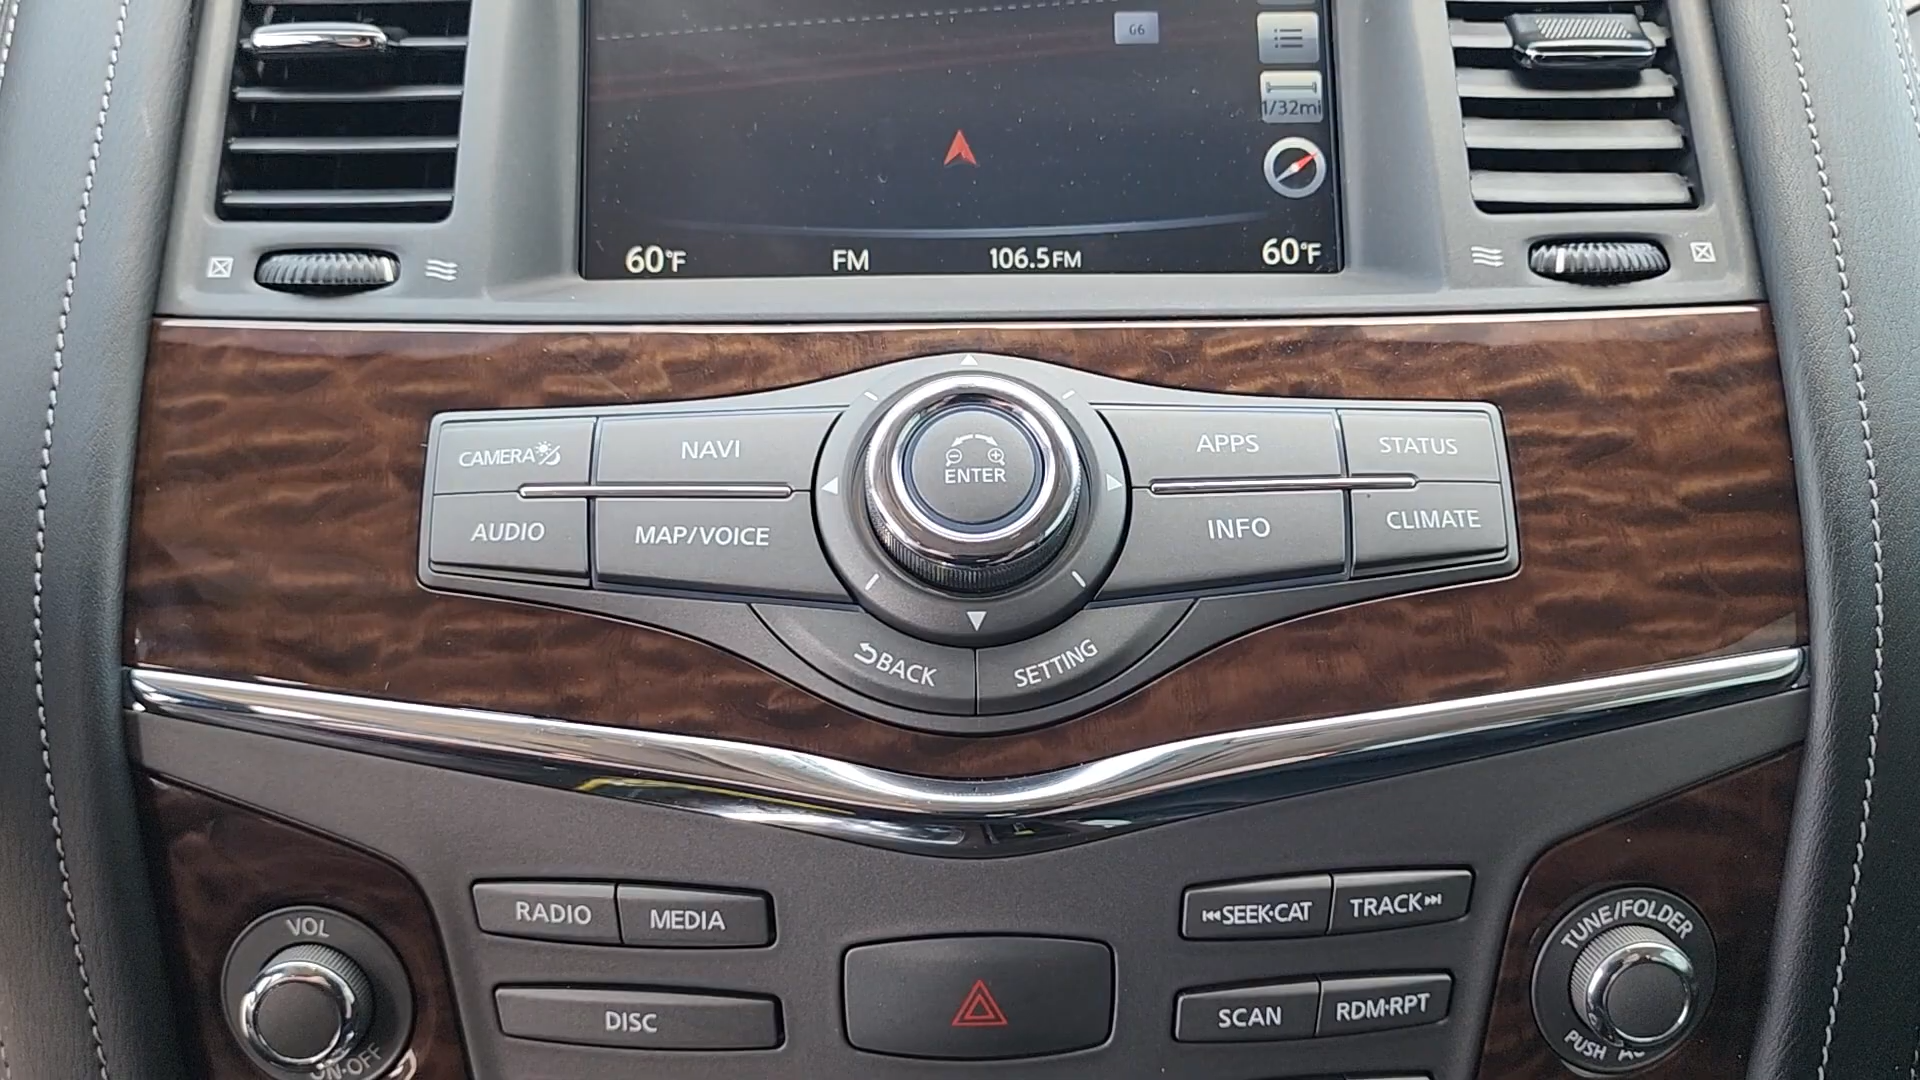 G6
1/32mi
60°F FM 106.5FM 60°F
CAMERA NAVI APPS STATUS
ENTER
AUDIO MAP/VOICE INFO CLIMATE
BACK SETTING
RADIO MEDIA SEEK·CAT TRACK
VOL TUNE/FOLDER
DISC SCAN RDM·RPT
ON·OFF PUSH